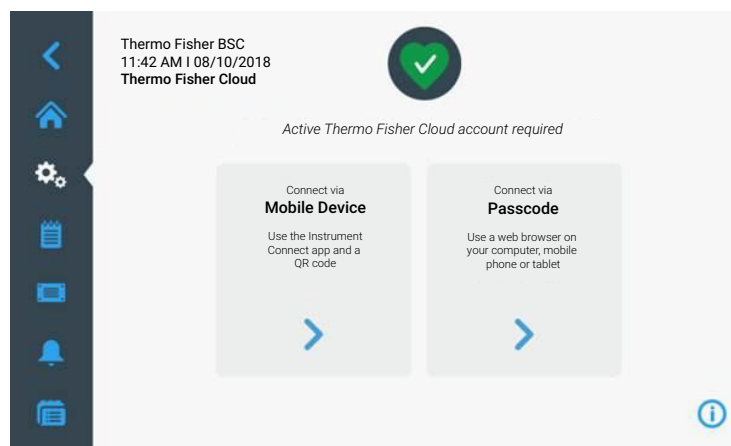 Thermo Fisher BSC
11:42 AM I 08/10/2018
Thermo Fisher Cloud
Active Thermo Fisher Cloud account required
Connect via
Mobile Device
Use the Instrument
Connect app and a
QR code
Connect via
Passcode
Use a web browser on
your computer, mobile
phone or tablet